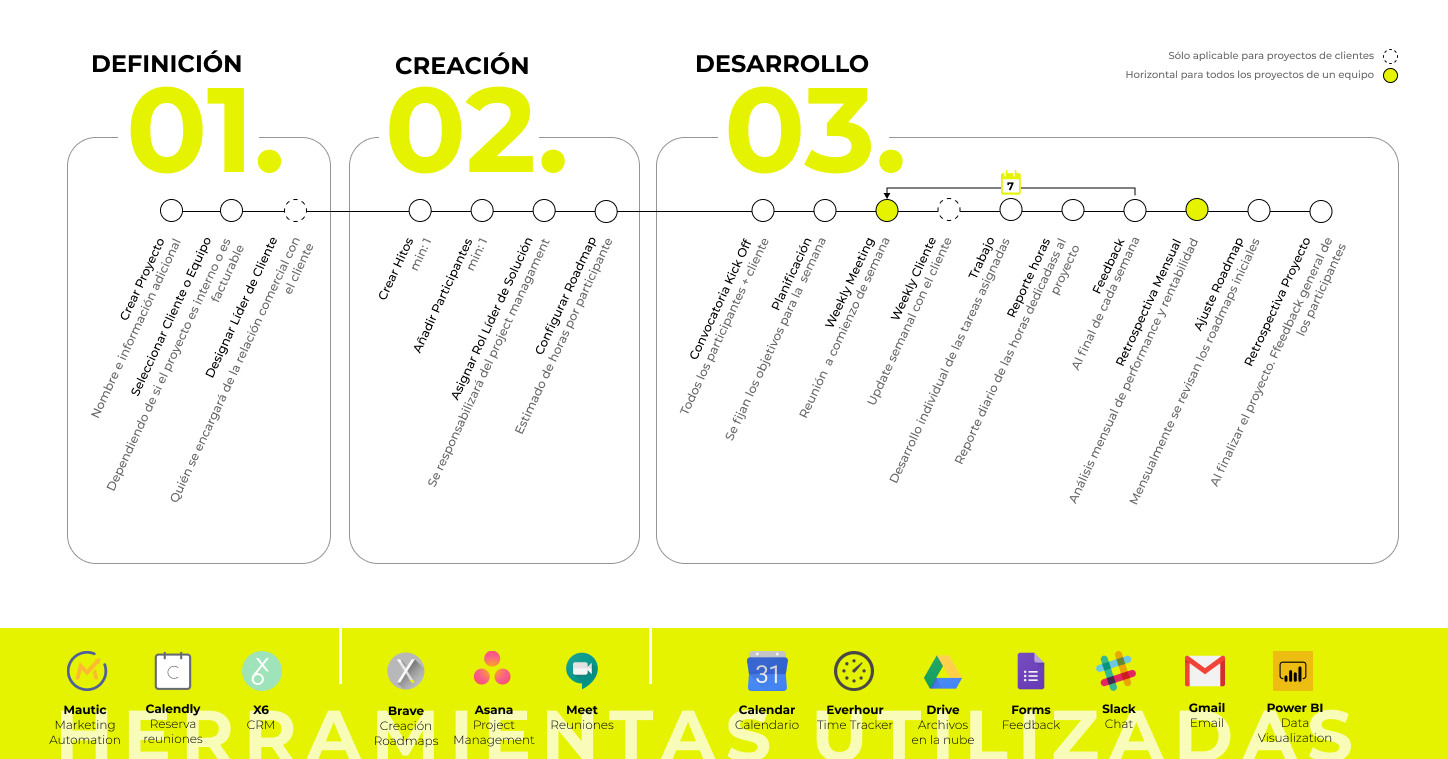 DEFINICIÓN
01.
CREACIÓN
02.
DESARROLLO
03.
Sólo aplicable para proyectos de clientes
Horizontal para todos los proyectos de un equipo
7
Crear Proyecto
Nombre e información adicional
Seleccionar Cliente o Equipo
Dependiendo de si el proyecto es interno o es
facturable
Designar Líder de Cliente
Quién se encargará de la relación comercial con
el cliente
Crear Hitos
min: 1
Añadir Participantes
min: 1
Asignar Rol Líder de Solución
Se responsabilizará del project managament
Configurar Roadmap
Estimado de horas por participante
Convocatoria Kick Off
Todos los participantes + cliente
Planificación
Se fijan los objetivos para la semana
Weekly Meeting
Reunión a comienzo de semana
Weekly Cliente
Update semanal con el cliente
Trabajo
Desarrollo individual de las tareas asignadas
Reporte horas
Reporte diario de las horas dedicadass al
proyecto
Feedback
Al final de cada semana
Retrospectiva Mensual
Análisis mensual de performance y rentabilidad
Ajuste Roadmap
Mensualmente se revisan los roadmaps iniciales
Retrospectiva Proyecto
Al finalizar el proyecto. Ffeedback general de
los participantes
Mautic
Marketing
Automation
C
Calendly
Reserva
reuniones
X6
X6
CRM
X
Brave
Creación
Roadmaps
Asana
Project
Management
Meet
Reuniones
31
Calendar
Calendario
Everhour
Time Tracker
Drive
Archivos
en la nube
Forms
Feedback
Slack
Chat
Gmail
Email
Power BI
Data
Visualization
HERRAMIENTAS UTILIZADAS